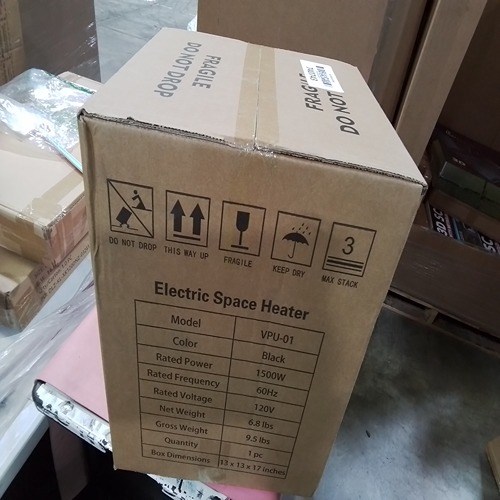 FRAGILE
DO NOT DROP
FRAG
DO NOT
DO NOT DROP
THIS WAY UP
FRAGILE
KEEP DRY
3
MAX STACK
Electric Space Heater
Model VPU-01
Color Black
Rated Power 1500W
Rated Frequency 60Hz
Rated Voltage 120V
Net Weight 6.8 lbs
Gross Weight 9.5 lbs
Quantity 1 pc
Box Dimensions 13 x 13 x 17 inches